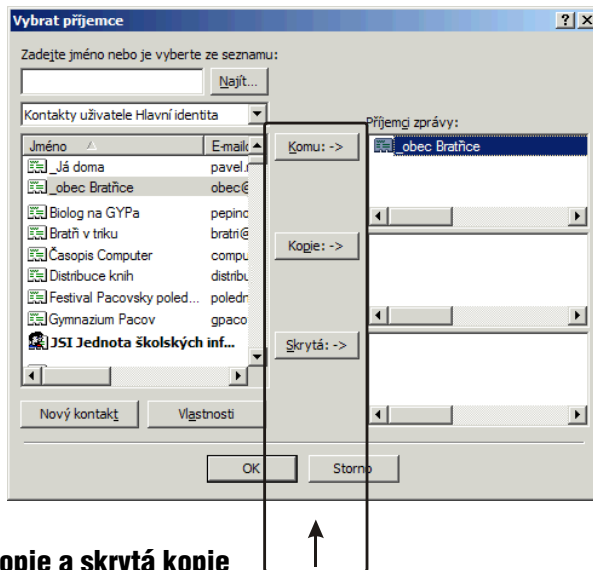 Vybrat příjemce
Zadejte jméno nebo je vyberte ze seznamu:
Najít...
Kontakty uživatele Hlavní identita
Příjemci zprávy:
Jméno E-mailo
Komu: ->
_obec Bratřice
_Já doma pavel.
_obec Bratřice obec@
Biolog na GYPa pepino
Bratři v triku bratri@
Kopie: ->
Časopis Computer compu
Distribuce knih distribu
Festival Pacovsky poled... poledn
Gymnazium Pacov gpaco
JSI Jednota školských inf...
Skrytá: ->
Nový kontakt Vlastnosti
OK Storno
opie a skrytá kopie